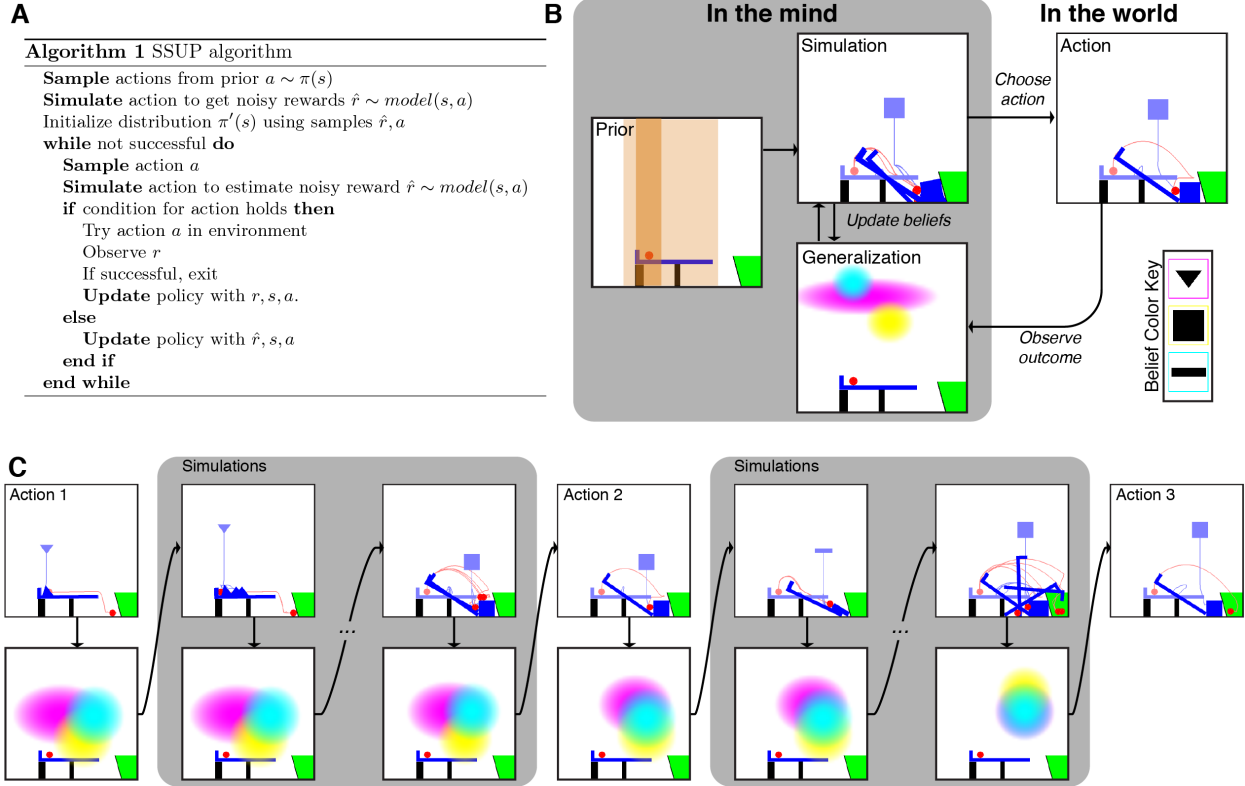 A
Algorithm 1 SSUP algorithm
Sample actions from prior a ∼ π(s)
Simulate action to get noisy rewards r̂ ∼ model(s, a)
Initialize distribution π′(s) using samples r̂, a
while not successful do
Sample action a
Simulate action to estimate noisy reward r̂ ∼ model(s, a)
if condition for action holds then
Try action a in environment
Observe r
If successful, exit
Update policy with r, s, a.
else
Update policy with r̂, s, a
end if
end while
B
In the mind
In the world
Prior
Simulation
Choose
action
Action
Update beliefs
Generalization
Observe
outcome
Belief Color Key
C
Action 1
Simulations
...
Action 2
Simulations
...
Action 3